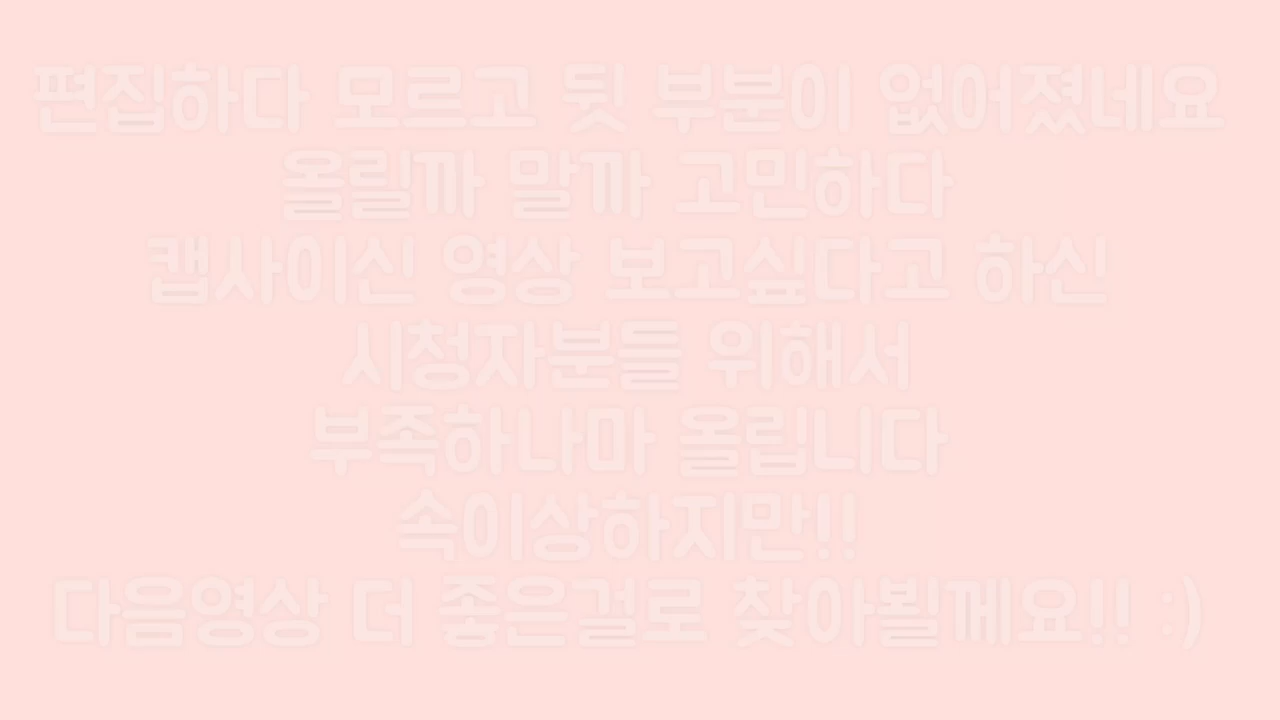 편집하다 모르고 뒷 부분이 없어졌네요
올릴까 말까 고민하다
캡사이신 영상 보고싶다고 하신
시청자분들 위해서
부족하나마 올립니다
속이상하지만!!
다음영상 더 좋은걸로 찾아뵐께요!! :)